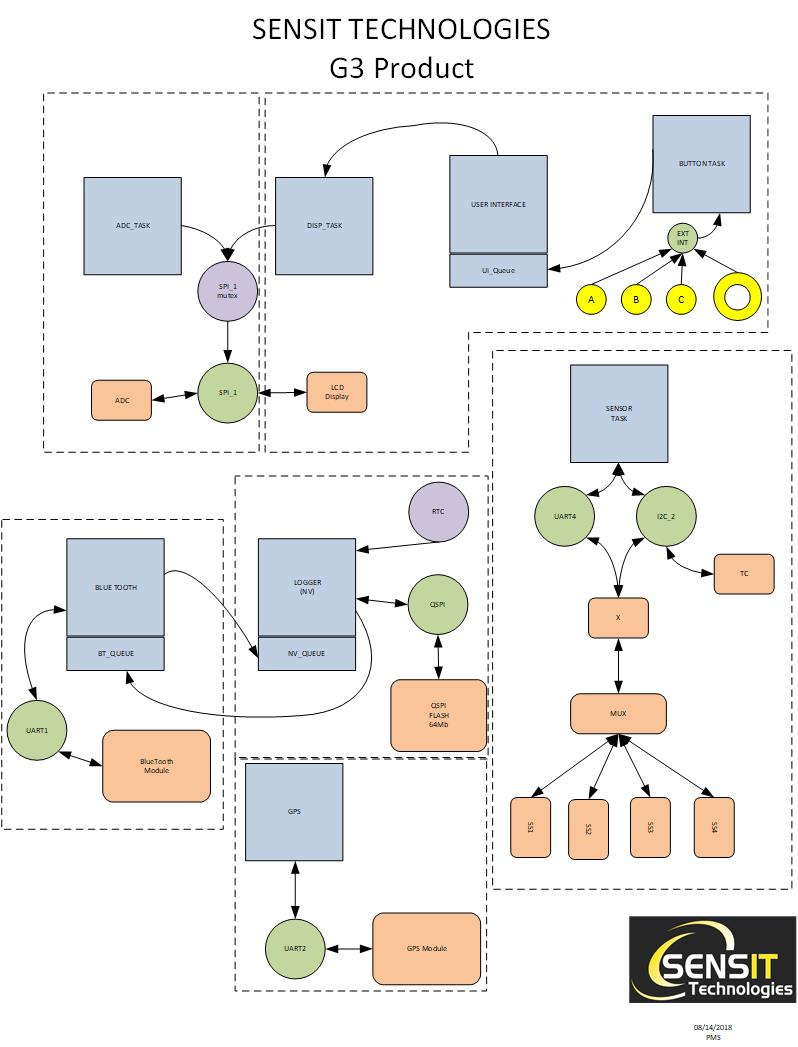 SENSIT TECHNOLOGIES
G3 Product
ADC_TASK
DISP_TASK
USER INTERFACE
UI_Queue
BUTTON TASK
EXT
INT
A
B
C
SPI_1
mutex
SPI_1
ADC
LCD
Display
SENSOR
TASK
UART4
I2C_2
TC
X
MUX
SS1
SS2
SS3
SS4
RTC
BLUE TOOTH
BT_QUEUE
LOGGER
(NV)
NV_QUEUE
QSPI
QSPI
FLASH
64Mb
UART1
BlueTooth
Module
GPS
UART2
GPS Module
SENSIT
Technologies
08/14/2018
PMS